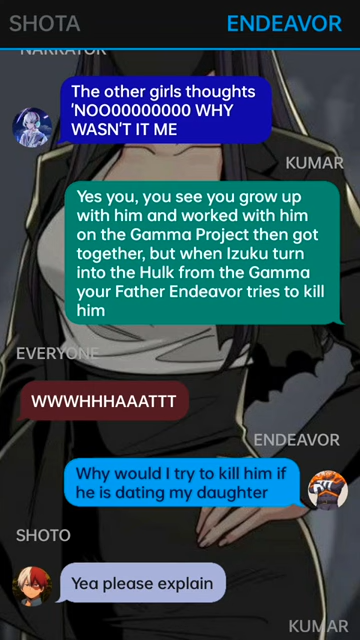 SHOTA
ENDEAVOR
NARRATOR
The other girls thoughts
'NOO00000000 WHY
WASN'T IT ME
KUMAR
Yes you, you see you grow up
with him and worked with him
on the Gamma Project then got
together, but when Izuku turn
into the Hulk from the Gamma
your Father Endeavor tries to kill
him
EVERYONE
WWWHHHAAATTT
ENDEAVOR
Why would I try to kill him if
he is dating my daughter
SHOTO
Yea please explain
KUMAR